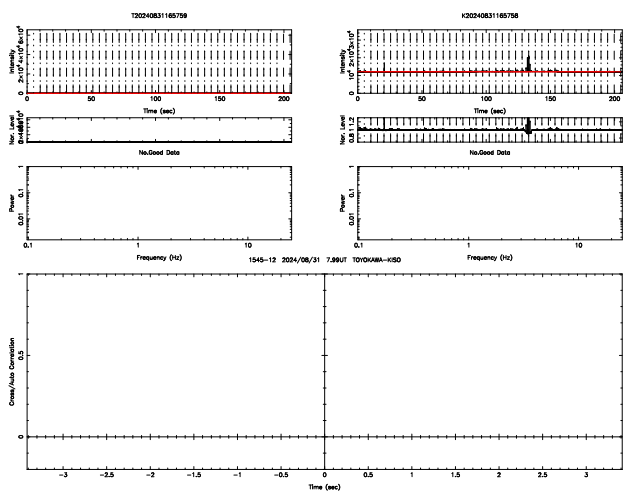 T20240831165759
K20240831165758
Intensity
0 2×10⁴ 4×10⁴ 6×10⁴
0 50 100 150 200
Time (sec)
Intensity
0 10⁴ 2×10⁴ 3×10⁴
0 50 100 150 200
Time (sec)
Nor. Level
No.Good Data
Nor. Level
0.8 1 1.2
No.Good Data
Power
0.01 0.1 1
0.1 1 10
Frequency (Hz)
Power
0.01 0.1 1
0.1 1 10
Frequency (Hz)
1545-12 2024/08/31 7.99UT TOYOKAWA-KISO
Cross/Auto Correlation
0 0.5 1
-3 -2.5 -2 -1.5 -1 -0.5 0 0.5 1 1.5 2 2.5 3
Time (sec)